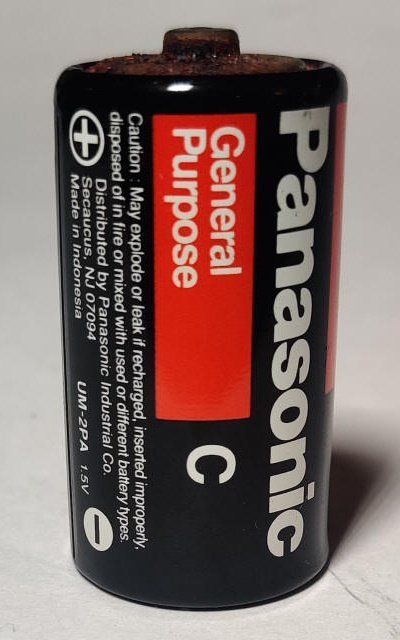 Panasonic
General
Purpose
C
Caution : May explode or leak if recharged, inserted improperly,
disposed of in fire or mixed with used or different battery types.
Distributed by Panasonic Industrial Co.
Secaucus, NJ 07094
Made in Indonesia
UM-2PA 1.5V
+ −